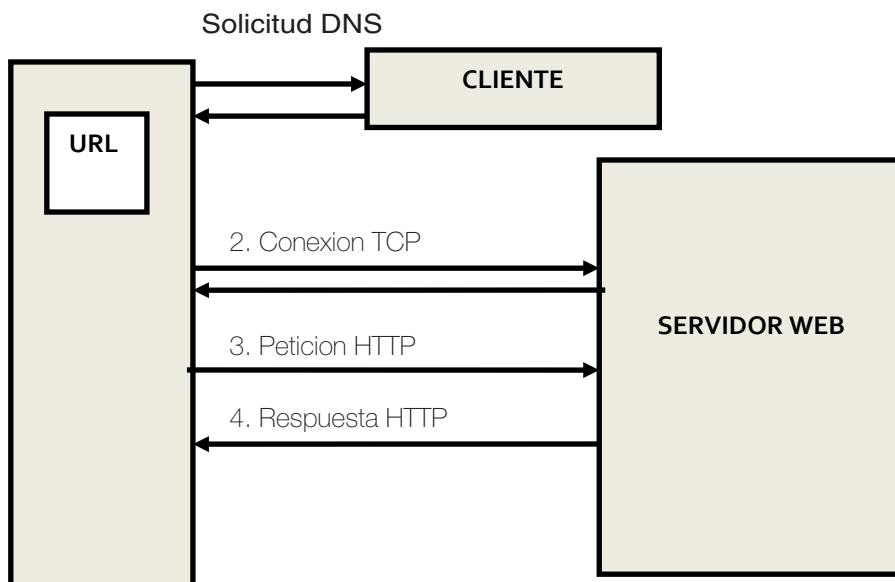 Solicitud DNS
CLIENTE
URL
2. Conexion TCP
SERVIDOR WEB
3. Peticion HTTP
4. Respuesta HTTP